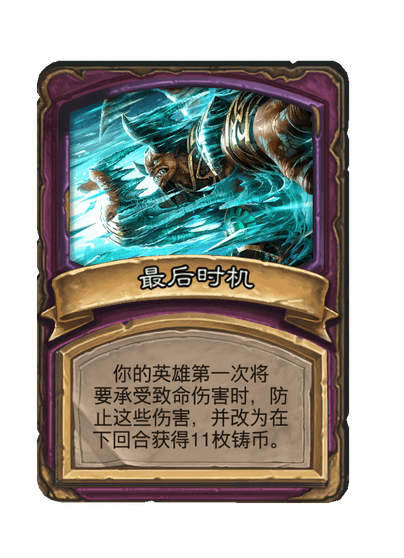 最后时机
你的英雄第一次将
要承受致命伤害时，防
止这些伤害，并改为在
下回合获得11枚铸币。